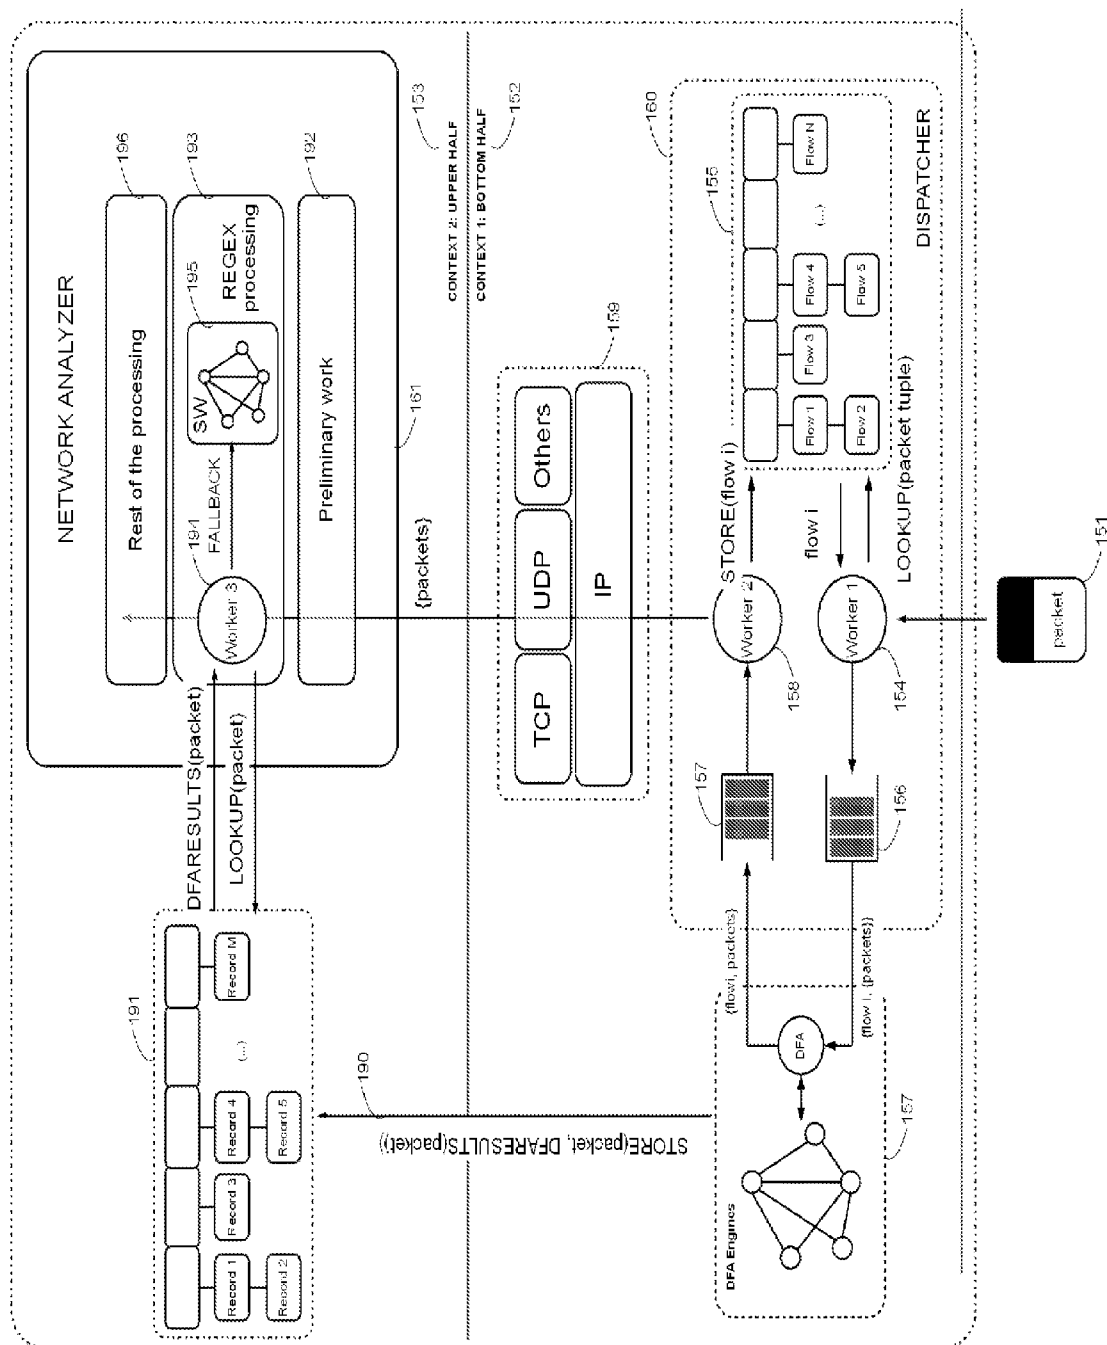 NETWORK ANALYZER
196
Rest of the processing
193
194
Worker 3
FALLBACK
SW
195
REGEX
processing
192
Preliminary work
161
{packets}
DFARESULTS(packet)
LOOKUP(packet)
191
Record 1
Record 2
Record 3
Record 4
Record 5
(...)
Record M
190
STORE(packet, DFARESULTS(packet))
153
CONTEXT 2: UPPER HALF
CONTEXT 1: BOTTOM HALF
152
159
TCP
UDP
Others
IP
160
155
Flow 1
Flow 2
Flow 3
Flow 4
Flow 5
(...)
Flow N
DISPATCHER
STORE(flow i)
flow i
LOOKUP(packet tuple)
Worker 2
158
Worker 1
154
157
156
{flowi, packets}
{flow i, {packets}}
DFA
DFA Engines
157
packet
151